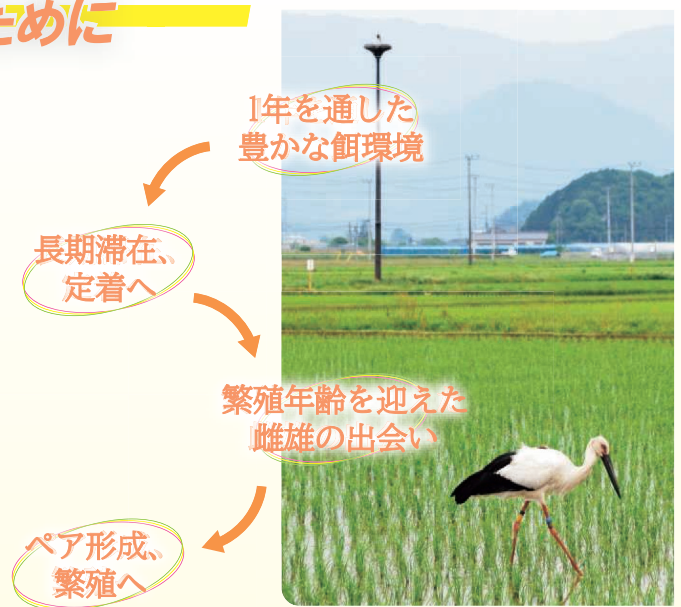 ために
1年を通した
豊かな餌環境
長期滞在、
定着へ
繁殖年齢を迎えた
雌雄の出会い
ペア形成、
繁殖へ